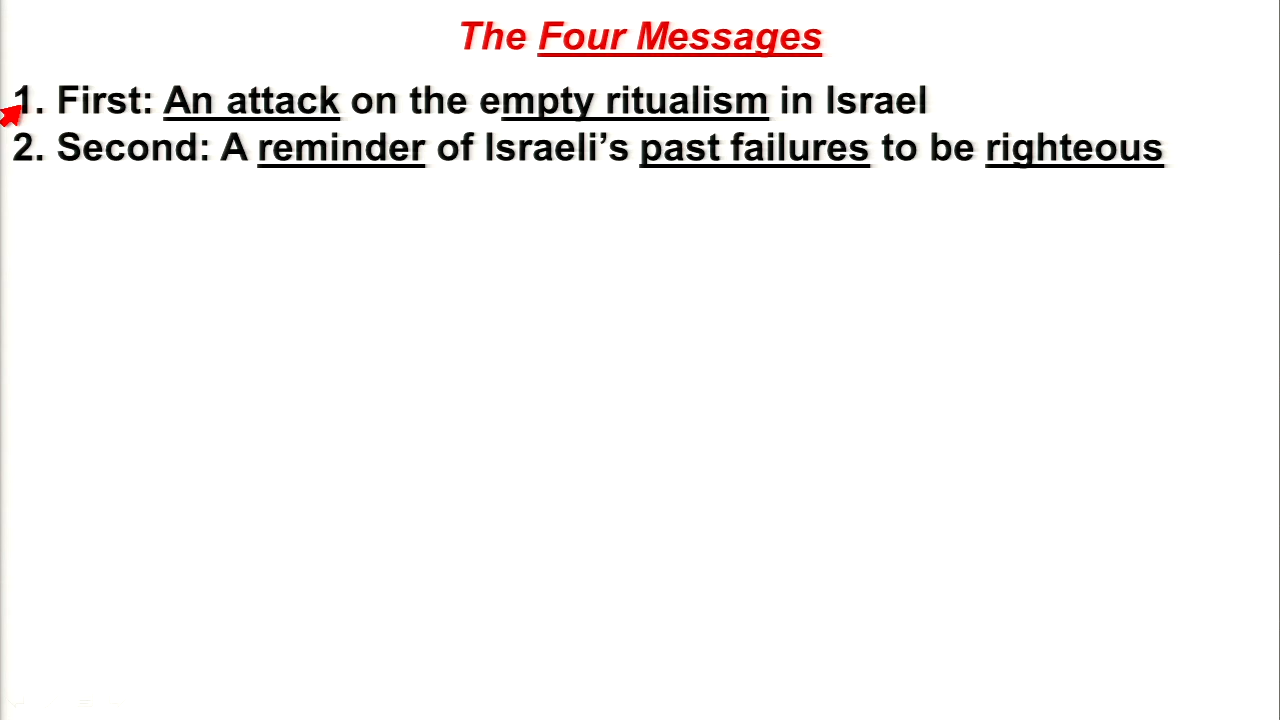 The Four Messages
1. First: An attack on the empty ritualism in Israel
2. Second: A reminder of Israeli’s past failures to be righteous